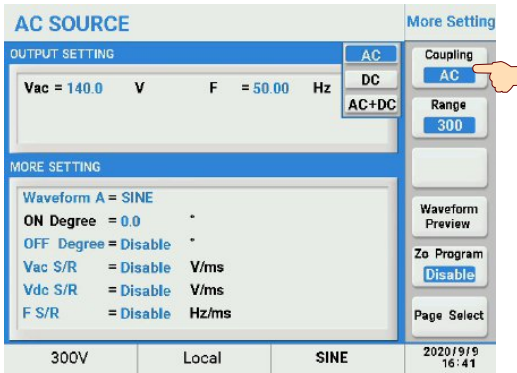 AC SOURCE
More Setting
OUTPUT SETTING
Vac = 140.0 V F = 50.00 Hz
AC
DC
AC+DC
MORE SETTING
Waveform A = SINE
ON Degree = 0.0 °
OFF Degree = Disable °
Vac S/R = Disable V/ms
Vdc S/R = Disable V/ms
F S/R = Disable Hz/ms
Coupling
AC
Range
300
Waveform
Preview
Zo Program
Disable
Page Select
300V Local SINE
2020/9/9
16:41